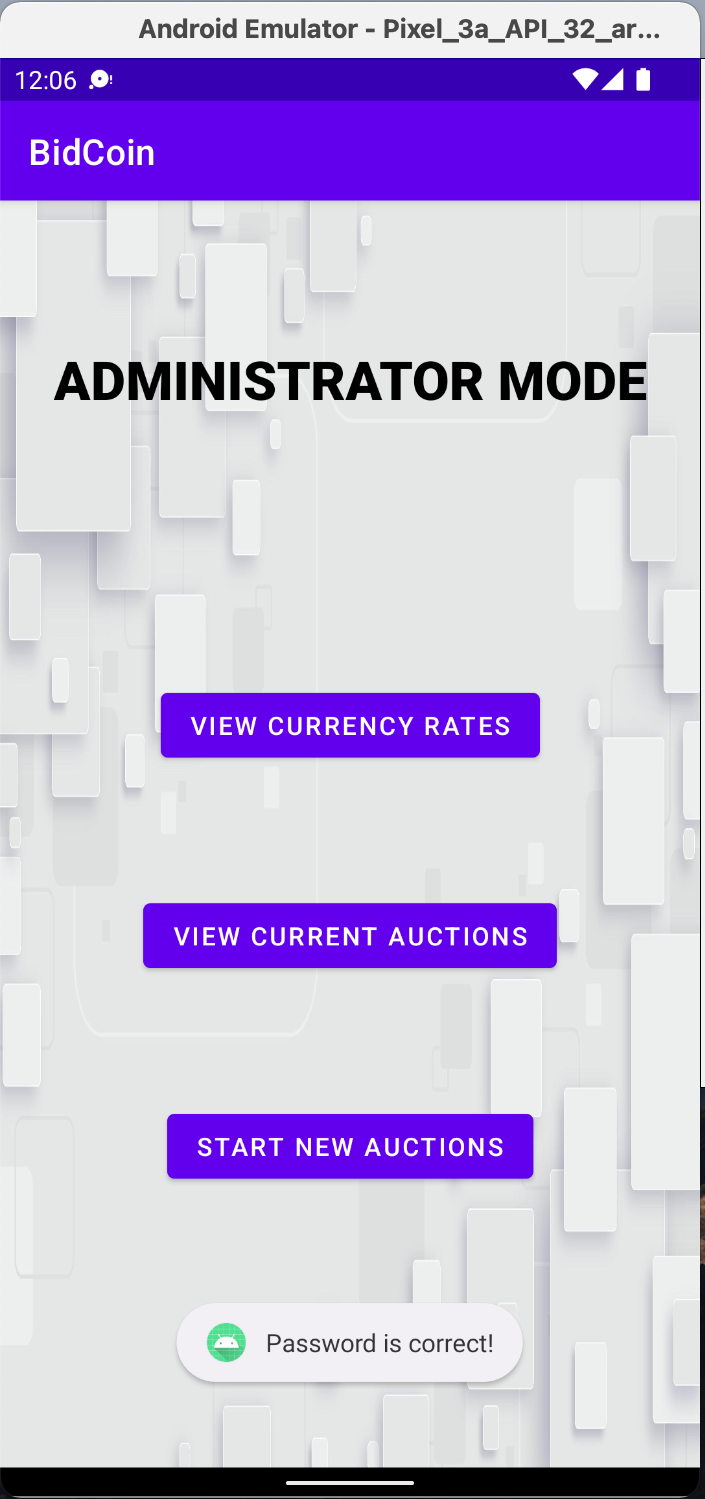 Android Emulator - Pixel_3a_API_32_ar...
12:06
BidCoin
ADMINISTRATOR MODE
VIEW CURRENCY RATES
VIEW CURRENT AUCTIONS
START NEW AUCTIONS
Password is correct!